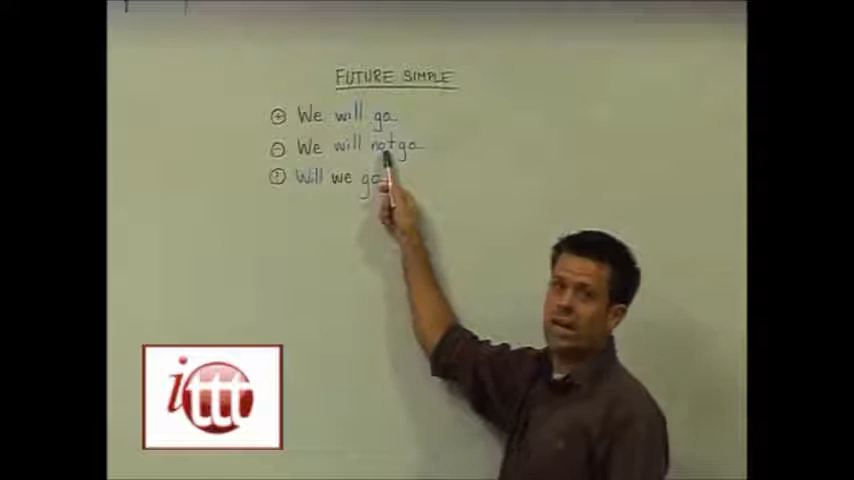 FUTURE SIMPLE
+ We will go
- We will not go
? Will we go
ittt